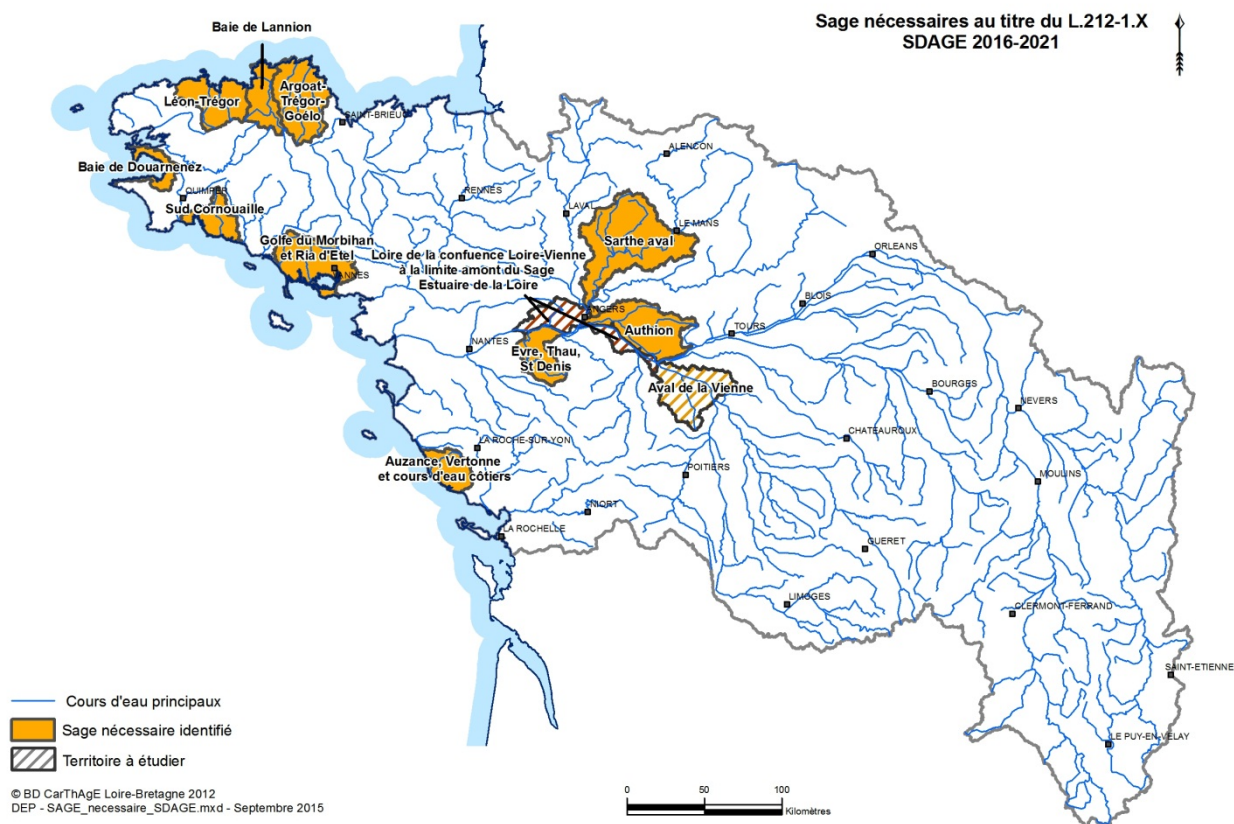 Sage nécessaires au titre du L.212-1.X
SDAGE 2016-2021
Baie de Lannion
Léon-Trégor
Argoat-
Trégor-
Goélo
SAINT-BRIEUC
ALENCON
Baie de Douarnenez
QUIMPER
Sud Cornouaille
RENNES
LAVAL
LE MANS
Sarthe aval
ORLEANS
Golfe du Morbihan
et Ria d'Etel
VANNES
Loire de la confuence Loire-Vienne
à la limite amont du Sage
Estuaire de la Loire
BLOIS
ANGERS
Authion
TOURS
NANTES
Evre, Thau,
St Denis
Aval de la Vienne
BOURGES
NEVERS
CHATEAUROUX
LA ROCHE-SUR-YON
Auzance, Vertonne
et cours d'eau côtiers
POITIERS
MOULINS
NIORT
LA ROCHELLE
GUERET
LIMOGES
CLERMONT-FERRAND
SAINT-ETIENNE
LE PUY-EN-VELAY
Cours d'eau principaux
Sage nécessaire identifié
Territoire à étudier
© BD CarThAgE Loire-Bretagne 2012
DEP - SAGE_necessaire_SDAGE.mxd - Septembre 2015
0 50 100
Kilomètres